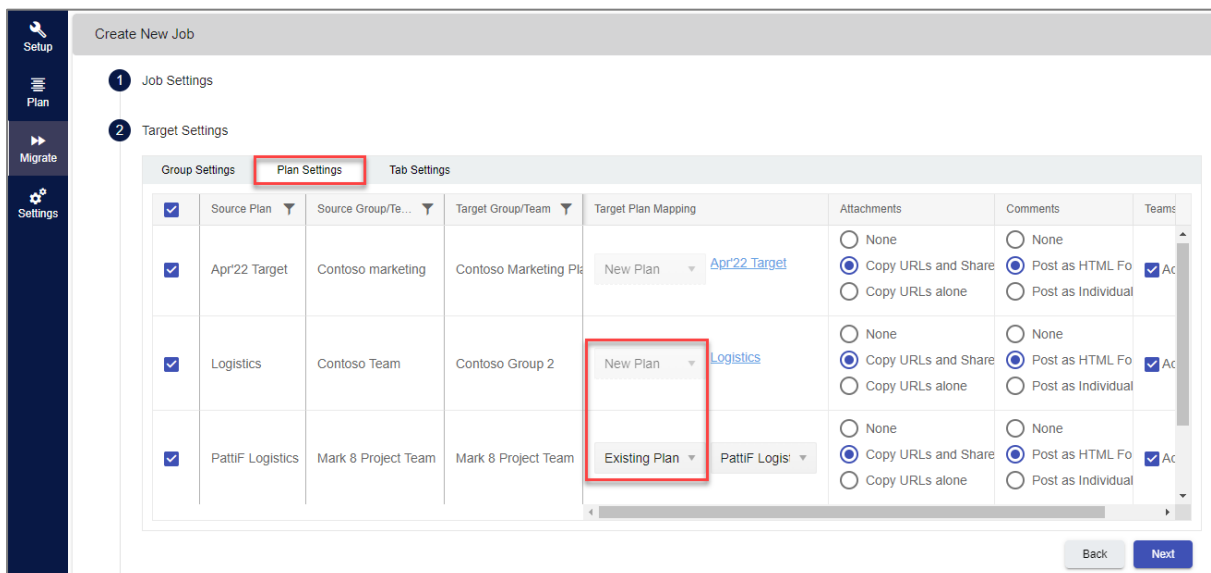 Setup
Plan
Migrate
Settings
Create New Job
1 Job Settings
2 Target Settings
Group Settings Plan Settings Tab Settings
Source Plan Source Group/Te... Target Group/Team Target Plan Mapping Attachments Comments Teams
Apr'22 Target Contoso marketing Contoso Marketing Pla New Plan Apr'22 Target
None
Copy URLs and Share
Copy URLs alone
None
Post as HTML Fo
Post as Individual
Ac
Logistics Contoso Team Contoso Group 2 New Plan Logistics
None
Copy URLs and Share
Copy URLs alone
None
Post as HTML Fo
Post as Individual
Ac
PattiF Logistics Mark 8 Project Team Mark 8 Project Team Existing Plan PattiF Logist
None
Copy URLs and Share
Copy URLs alone
None
Post as HTML Fo
Post as Individual
Ac
Back Next